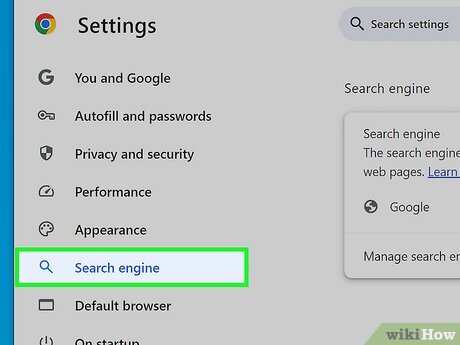 Settings
Search settings
You and Google
Autofill and passwords
Privacy and security
Performance
Appearance
Search engine
Default browser
On startup
Search engine
Search engine
The search engine
web pages. Learn
Google
Manage search en
wikiHow